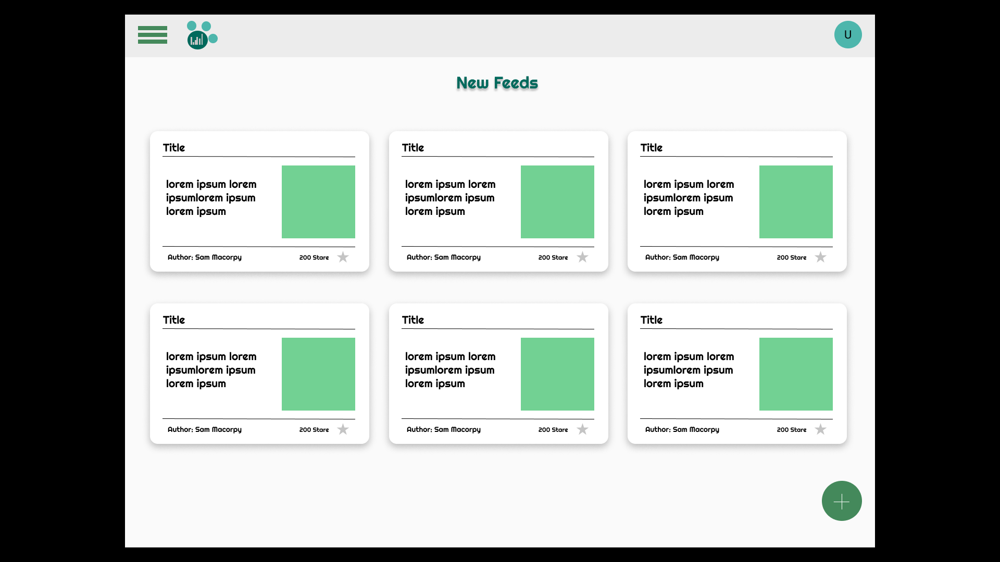 U
New Feeds
Title
lorem ipsum lorem
ipsumlorem ipsum
lorem ipsum
Author: Sam Macorpy
200 Stare
Title
lorem ipsum lorem
ipsumlorem ipsum
lorem ipsum
Author: Sam Macorpy
200 Stare
Title
lorem ipsum lorem
ipsumlorem ipsum
lorem ipsum
Author: Sam Macorpy
200 Stare
Title
lorem ipsum lorem
ipsumlorem ipsum
lorem ipsum
Author: Sam Macorpy
200 Stare
Title
lorem ipsum lorem
ipsumlorem ipsum
lorem ipsum
Author: Sam Macorpy
200 Stare
Title
lorem ipsum lorem
ipsumlorem ipsum
lorem ipsum
Author: Sam Macorpy
200 Stare